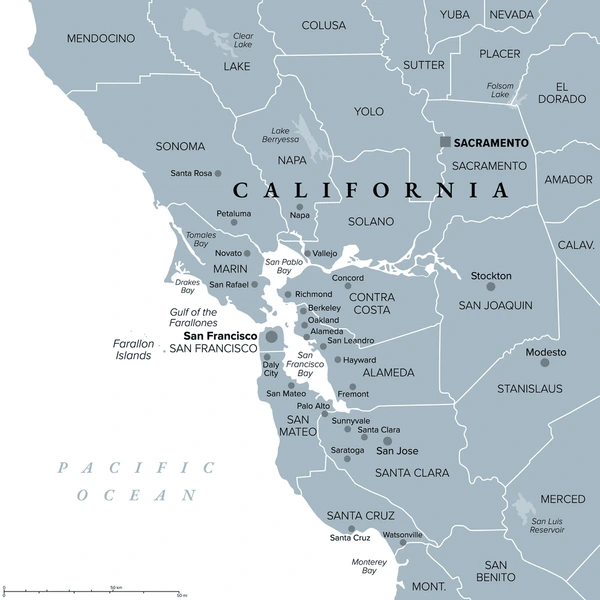 YUBA
NEVADA
COLUSA
MENDOCINO
Clear
Lake
LAKE
PLACER
SUTTER
Folsom
Lake
EL
DORADO
YOLO
Lake
Berryessa
SACRAMENTO
SONOMA
NAPA
SACRAMENTO
Santa Rosa
AMADOR
CALIFORNIA
Petaluma
Napa
SOLANO
Tomales
Bay
CALAV.
Novato
Vallejo
San Pablo
Bay
MARIN
Stockton
Concord
Drakes
Bay
San Rafael
Richmond
CONTRA
COSTA
SAN JOAQUIN
Gulf of the
Farallones
Berkeley
Oakland
Alameda
San Francisco
SAN FRANCISCO
San Leandro
Farallon
Islands
Modesto
San
Francisco
Bay
Hayward
Daly
City
ALAMEDA
San Mateo
Fremont
STANISLAUS
Palo Alto
SAN
MATEO
Sunnyvale
Santa Clara
Saratoga
San Jose
PACIFIC
OCEAN
SANTA CLARA
MERCED
SANTA CRUZ
San Luis
Reservoir
Santa Cruz
Watsonville
Monterey
Bay
SAN
BENITO
MONT.
50 km
50 mi